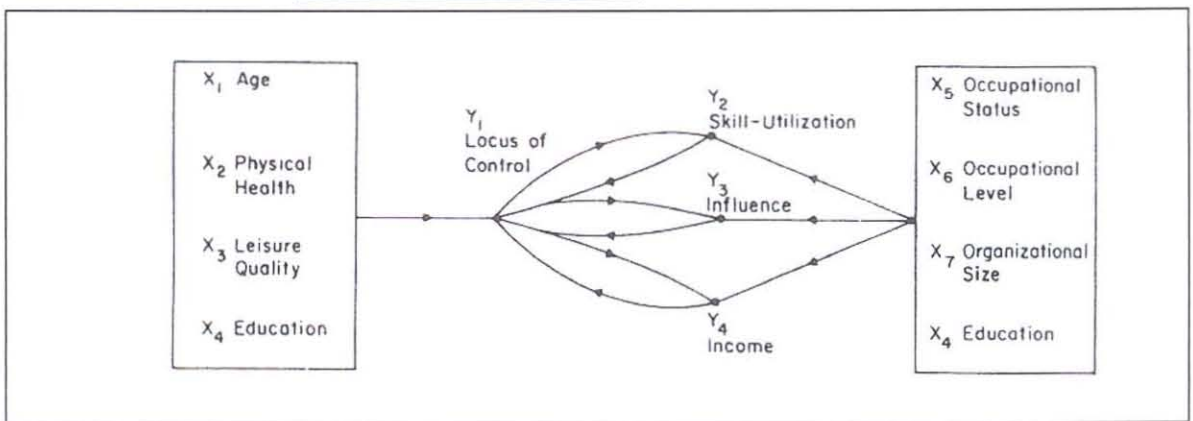 X₁ Age
X₂ Physical
Health
X₃ Leisure
Quality
X₄ Education
Y₁
Locus of
Control
Y₂
Skill-Utilization
Y₃
Influence
Y₄
Income
X₅ Occupational
Status
X₆ Occupational
Level
X₇ Organizational
Size
X₄ Education